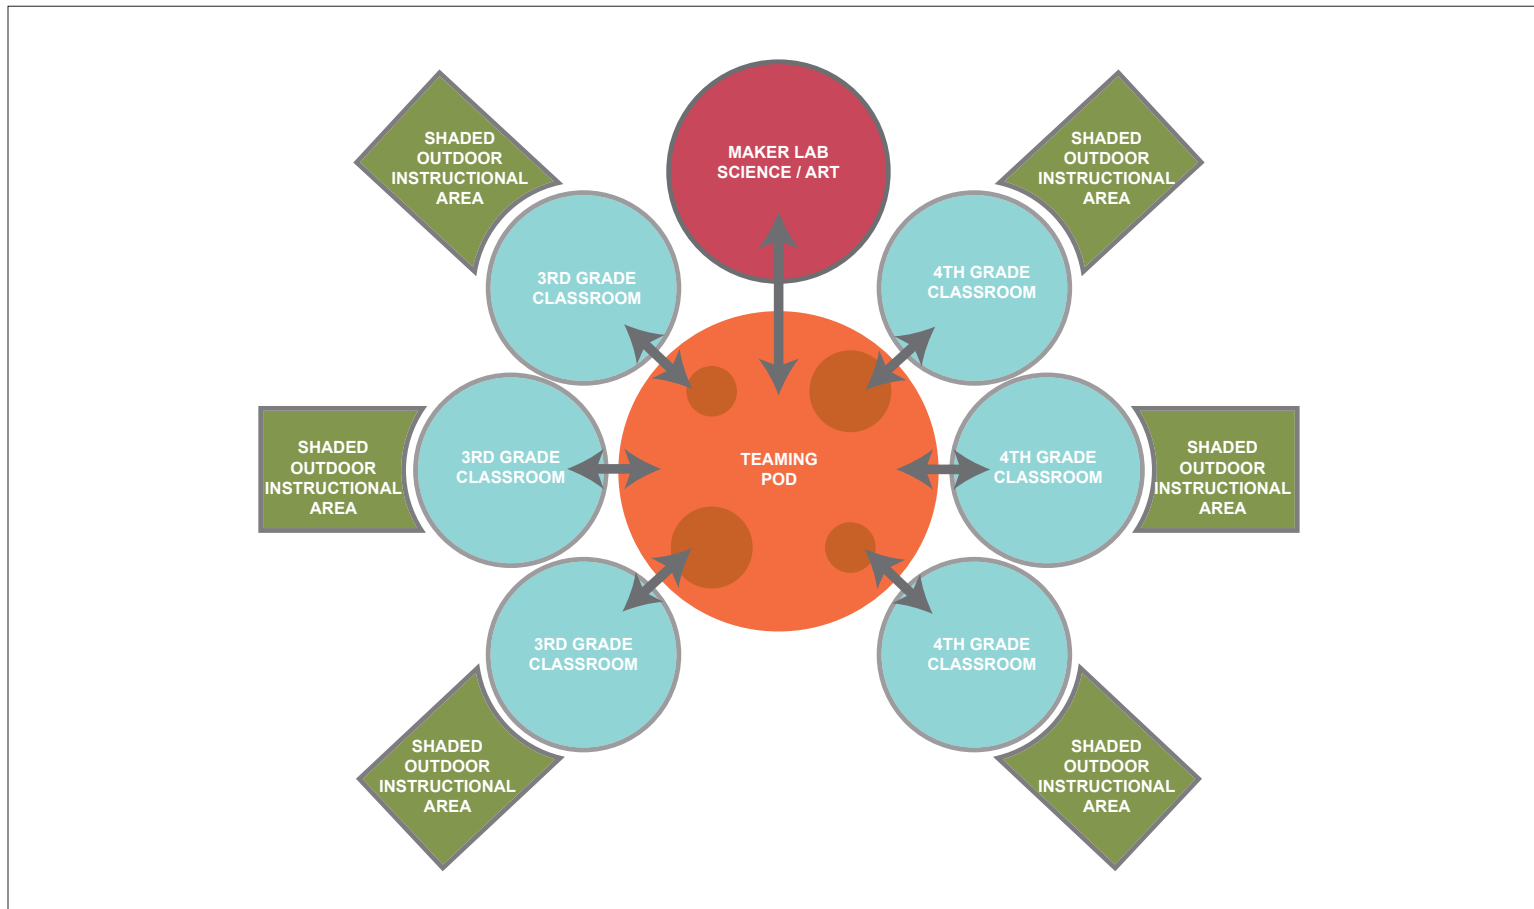 SHADED
OUTDOOR
INSTRUCTIONAL
AREA
MAKER LAB
SCIENCE / ART
SHADED
OUTDOOR
INSTRUCTIONAL
AREA
3RD GRADE
CLASSROOM
4TH GRADE
CLASSROOM
SHADED
OUTDOOR
INSTRUCTIONAL
AREA
3RD GRADE
CLASSROOM
TEAMING
POD
4TH GRADE
CLASSROOM
SHADED
OUTDOOR
INSTRUCTIONAL
AREA
3RD GRADE
CLASSROOM
4TH GRADE
CLASSROOM
SHADED
OUTDOOR
INSTRUCTIONAL
AREA
SHADED
OUTDOOR
INSTRUCTIONAL
AREA